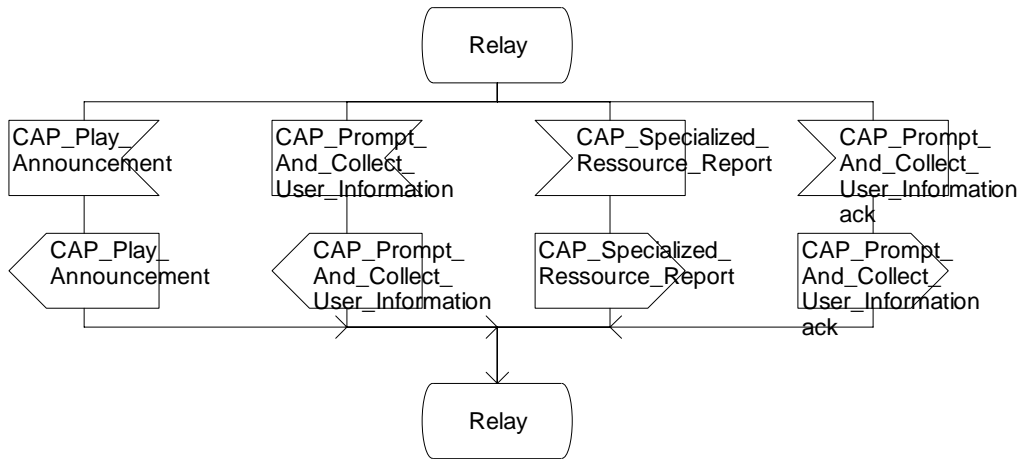 Relay
CAP_Play_
Announcement
CAP_Prompt_
And_Collect_
User_Information
CAP_Specialized_
Ressource_Report
CAP_Prompt_
And_Collect_
User_Information
ack
CAP_Play_
Announcement
CAP_Prompt_
And_Collect_
User_Information
CAP_Specialized_
Ressource_Report
CAP_Prompt_
And_Collect_
User_Information
ack
Relay